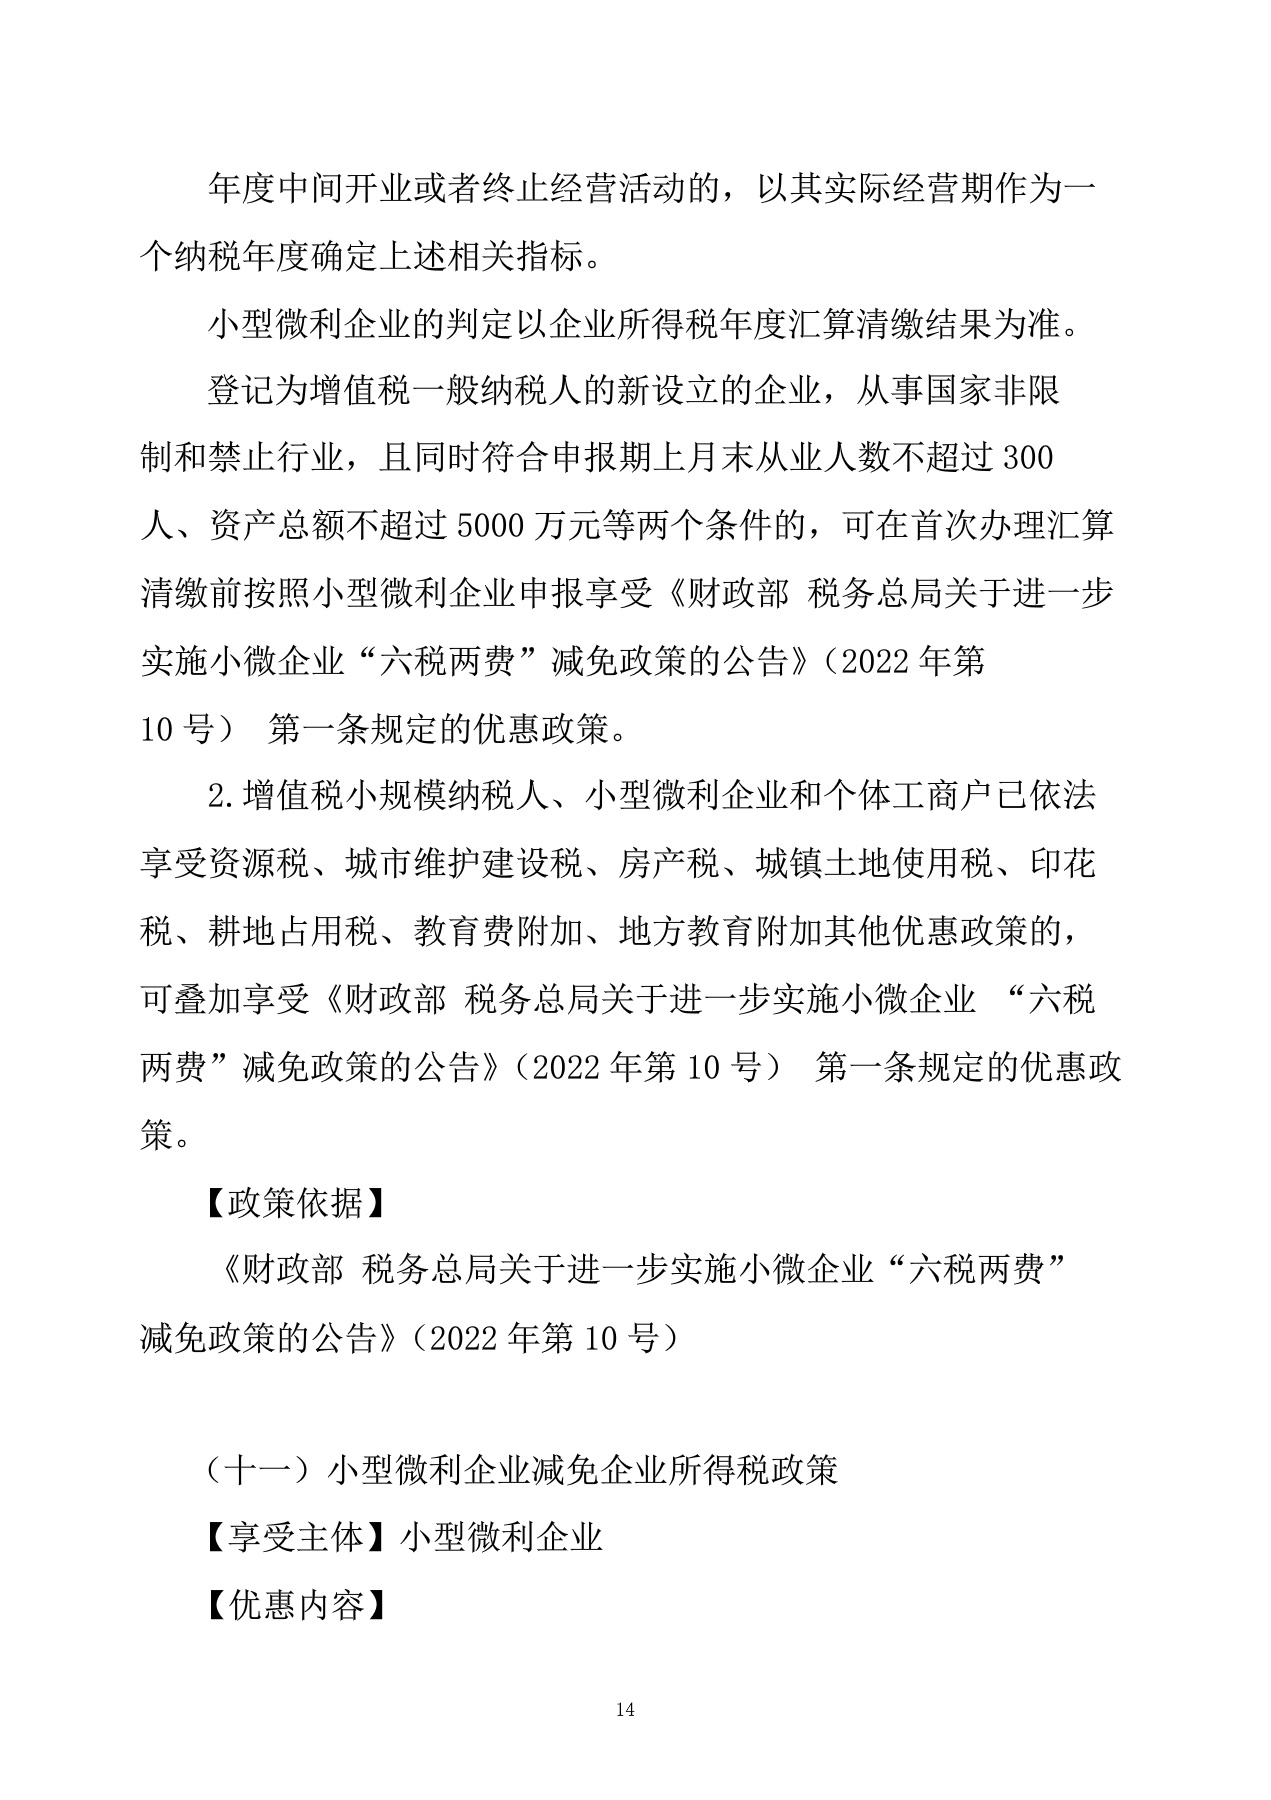 年度中间开业或者终止经营活动的，以其实际经营期作为一
个纳税年度确定上述相关指标。
小型微利企业的判定以企业所得税年度汇算清缴结果为准。
登记为增值税一般纳税人的新设立的企业，从事国家非限
制和禁止行业，且同时符合申报期上月末从业人数不超过 300
人、资产总额不超过 5000 万元等两个条件的，可在首次办理汇算
清缴前按照小型微利企业申报享受《财政部 税务总局关于进一步
实施小微企业“六税两费”减免政策的公告》（2022 年第
10 号） 第一条规定的优惠政策。
2.增值税小规模纳税人、小型微利企业和个体工商户已依法
享受资源税、城市维护建设税、房产税、城镇土地使用税、印花
税、耕地占用税、教育费附加、地方教育附加其他优惠政策的，
可叠加享受《财政部 税务总局关于进一步实施小微企业 “六税
两费”减免政策的公告》（2022 年第 10 号） 第一条规定的优惠政
策。
【政策依据】
《财政部 税务总局关于进一步实施小微企业“六税两费”
减免政策的公告》（2022 年第 10 号）
（十一）小型微利企业减免企业所得税政策
【享受主体】小型微利企业
【优惠内容】
14